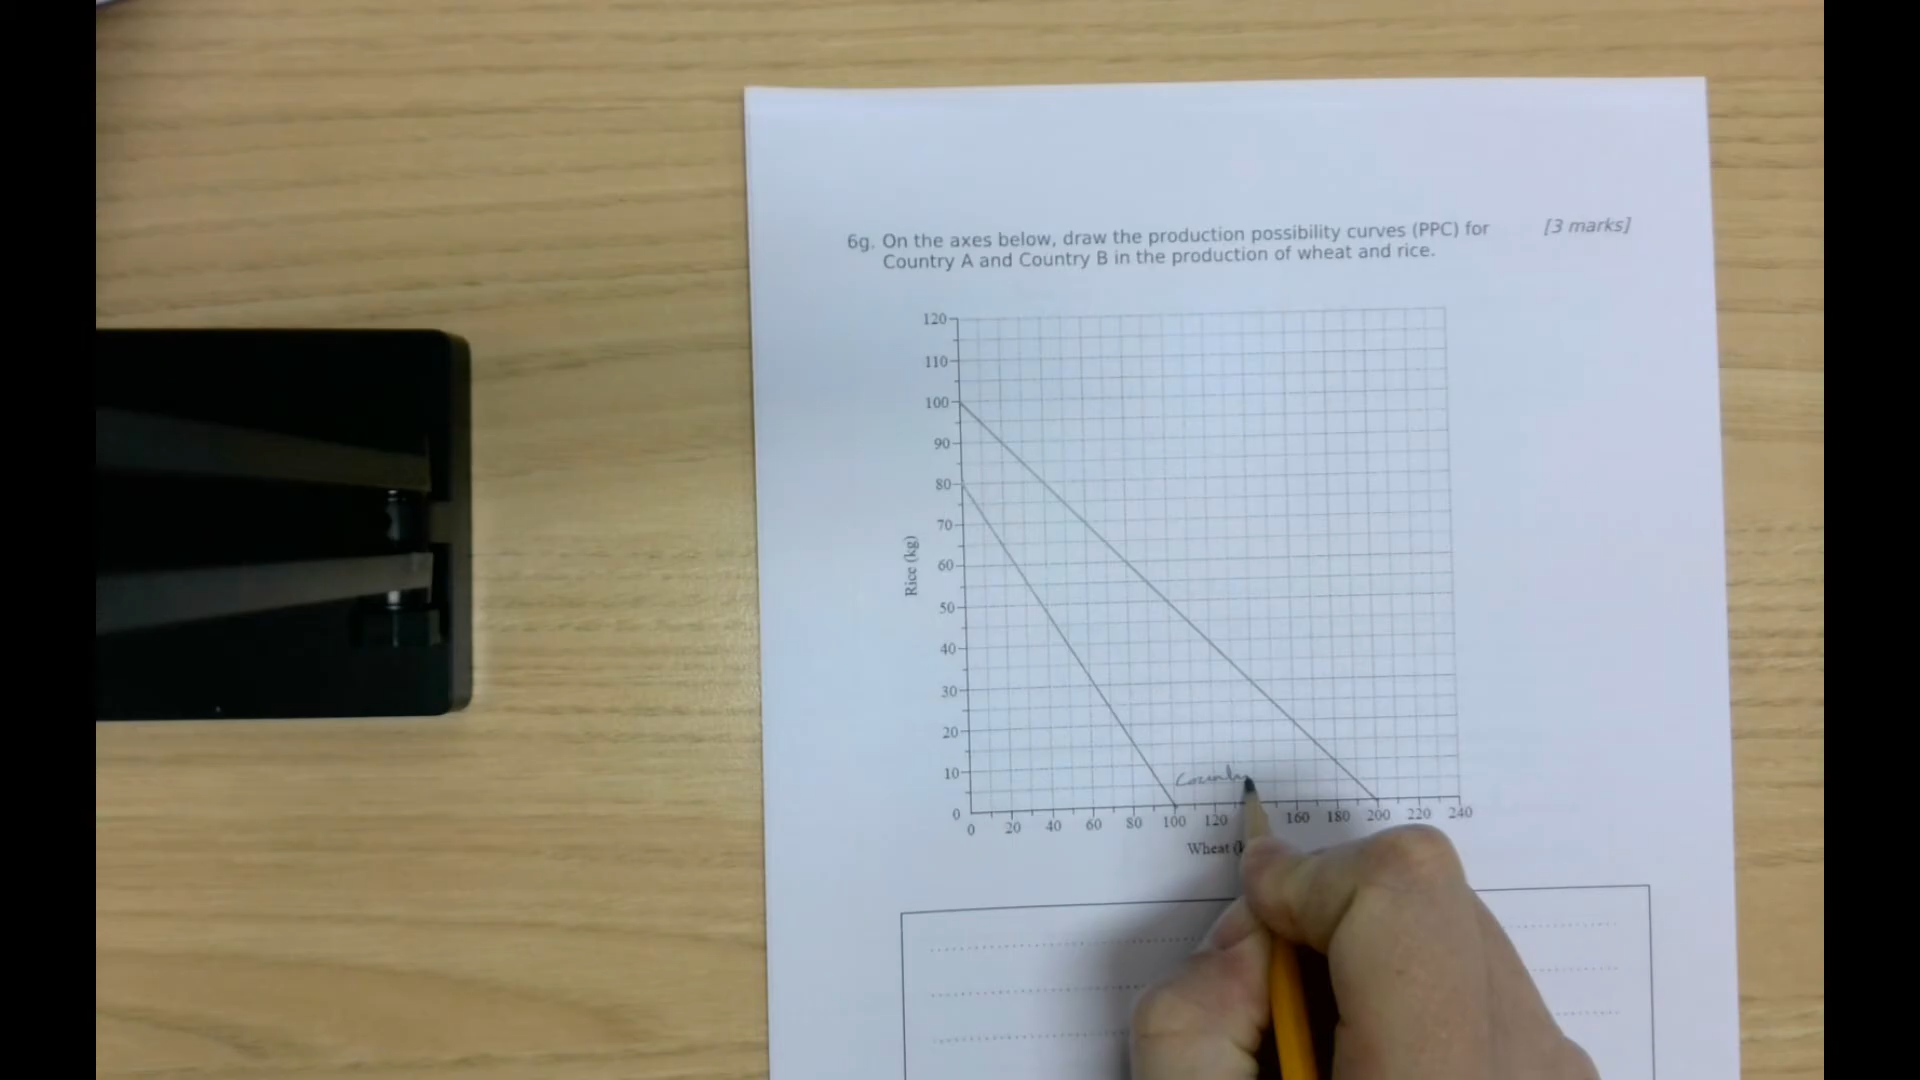 6g. On the axes below, draw the production possibility curves (PPC) for [3 marks]
Country A and Country B in the production of wheat and rice.
120
110
100
90
80
70
60
50
40
30
20
10
0
Rice (kg)
0 20 40 60 80 100 120 160 180 200 220 240
Wheat